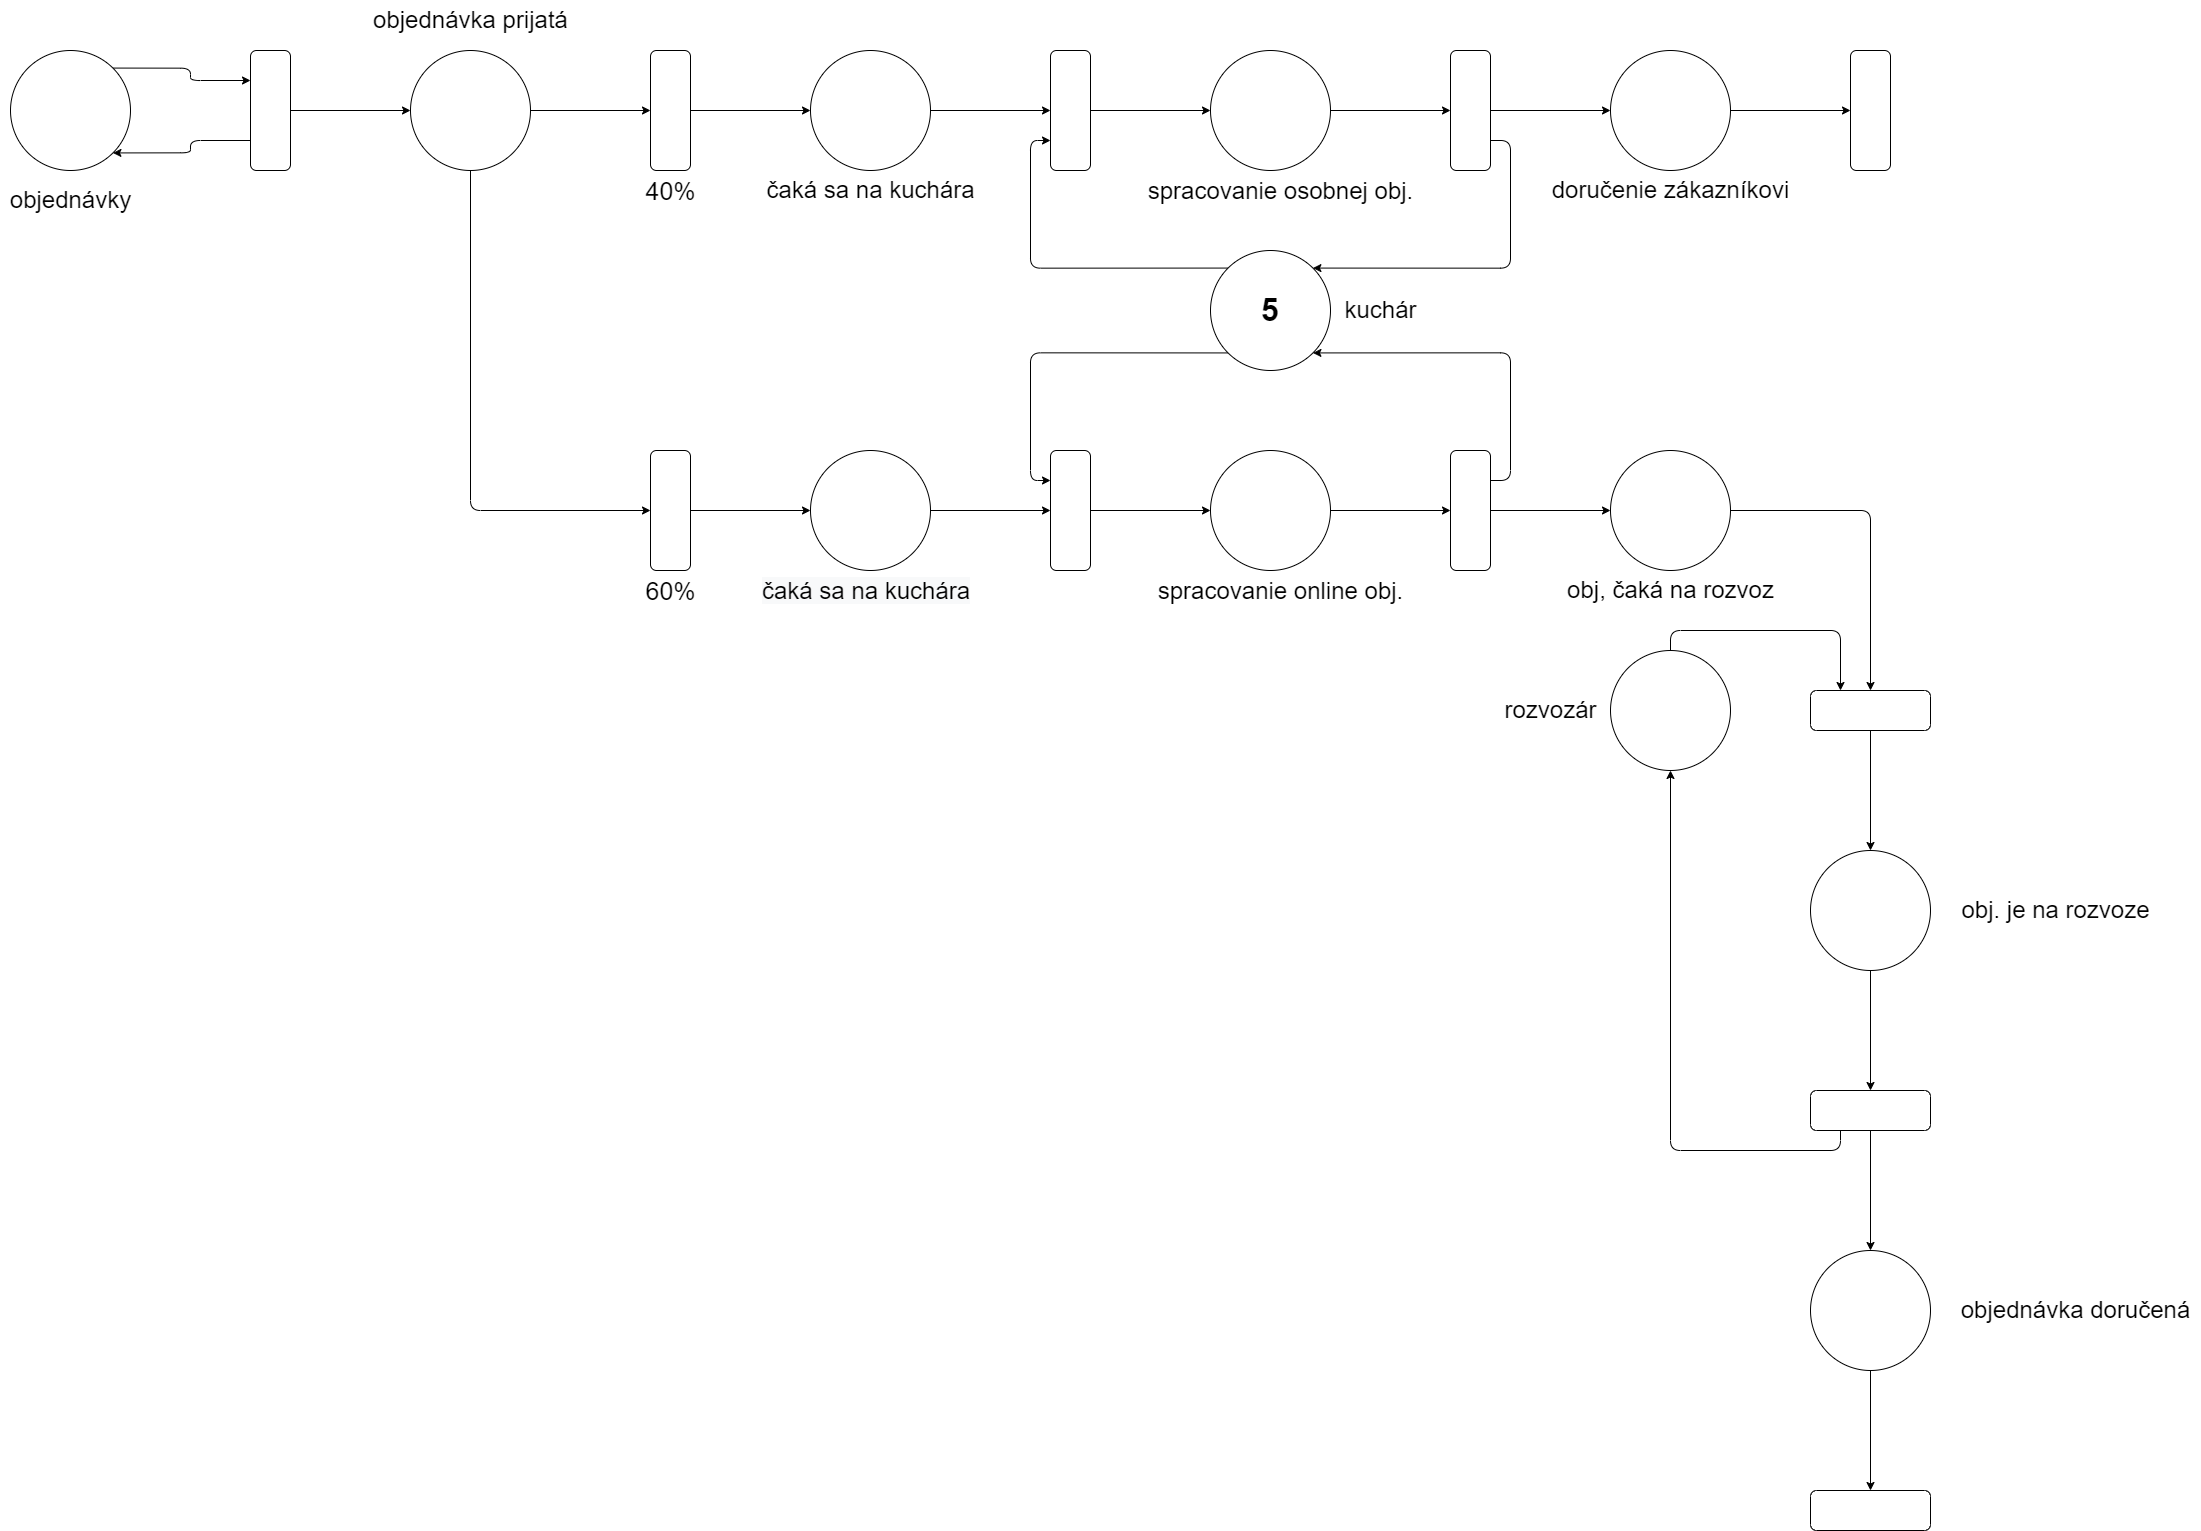 objednávka prijatá
objednávky
40%
čaká sa na kuchára
spracovanie osobnej obj.
doručenie zákazníkovi
5
kuchár
60%
čaká sa na kuchára
spracovanie online obj.
obj, čaká na rozvoz
rozvozár
obj. je na rozvoze
objednávka doručená